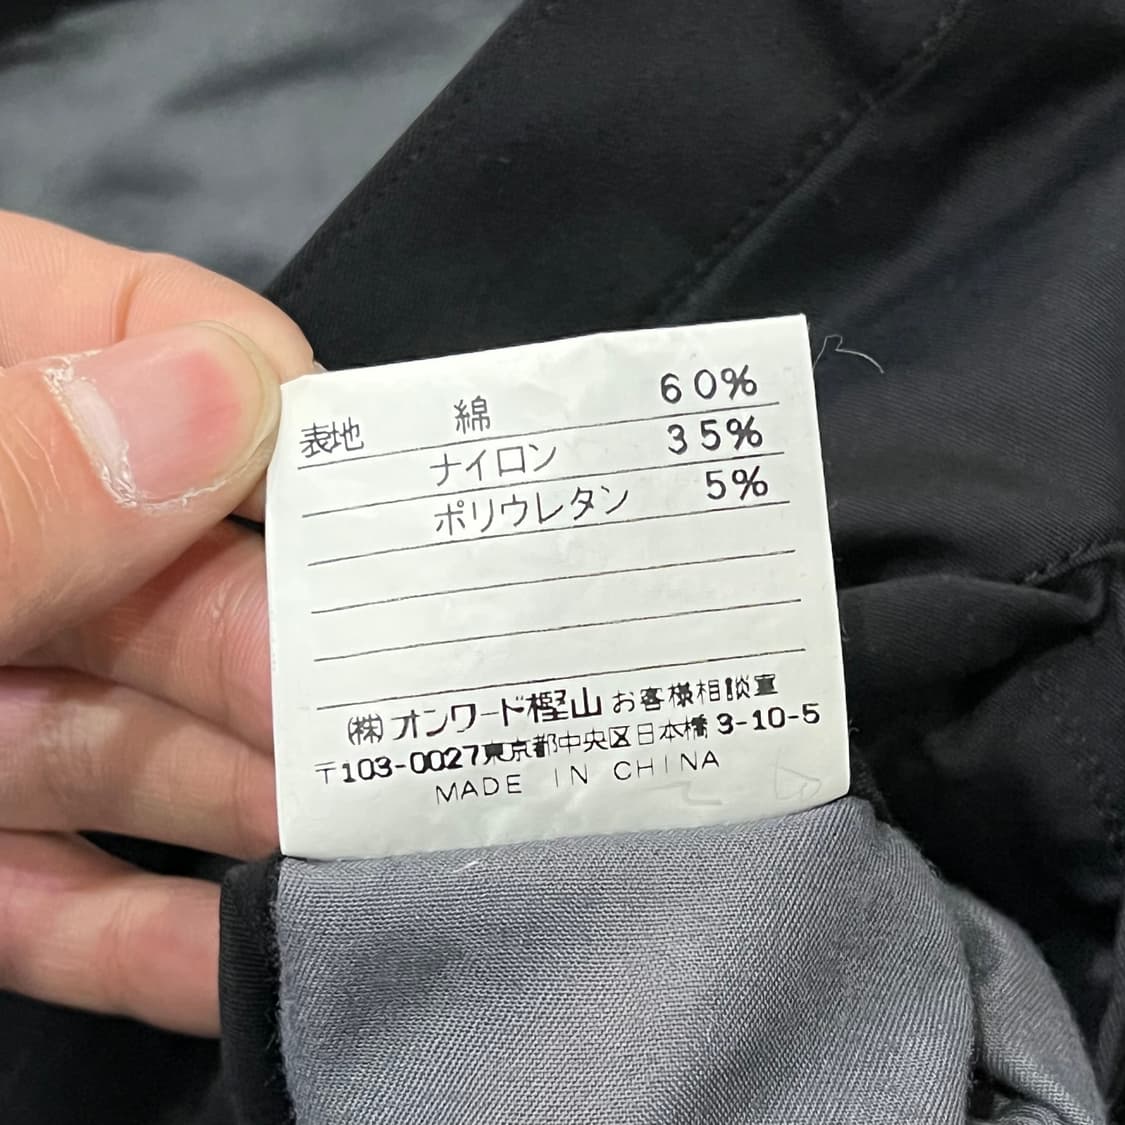 表地 綿 60%
ナイロン 35%
ポリウレタン 5%
(株)オンワード樫山 お客様相談室
〒103-0027東京都中央区日本橋3-10-5
MADE IN CHINA